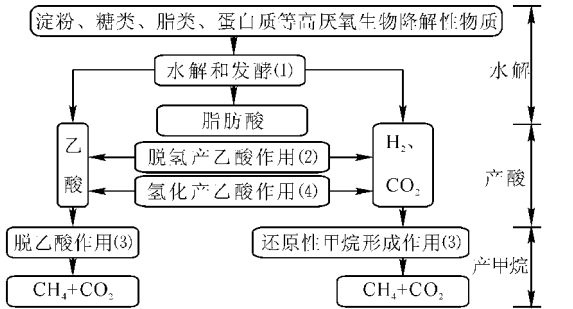 淀粉、糖类、脂类、蛋白质等高厌氧生物降解性物质
水解和发酵(1)
水解
脂肪酸
乙酸
脱氢产乙酸作用(2)
H₂、
CO₂
氢化产乙酸作用(4)
产酸
脱乙酸作用(3)
还原性甲烷形成作用(3)
产甲烷
CH₄+CO₂
CH₄+CO₂